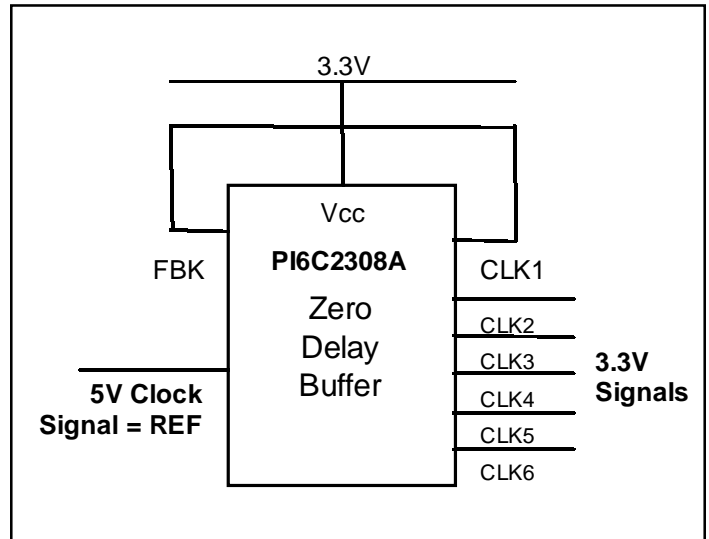 3.3V
Vcc
PI6C2308A
FBK
CLK1
Zero
Delay
Buffer
CLK2
CLK3
CLK4
CLK5
CLK6
3.3V
Signals
5V Clock
Signal = REF